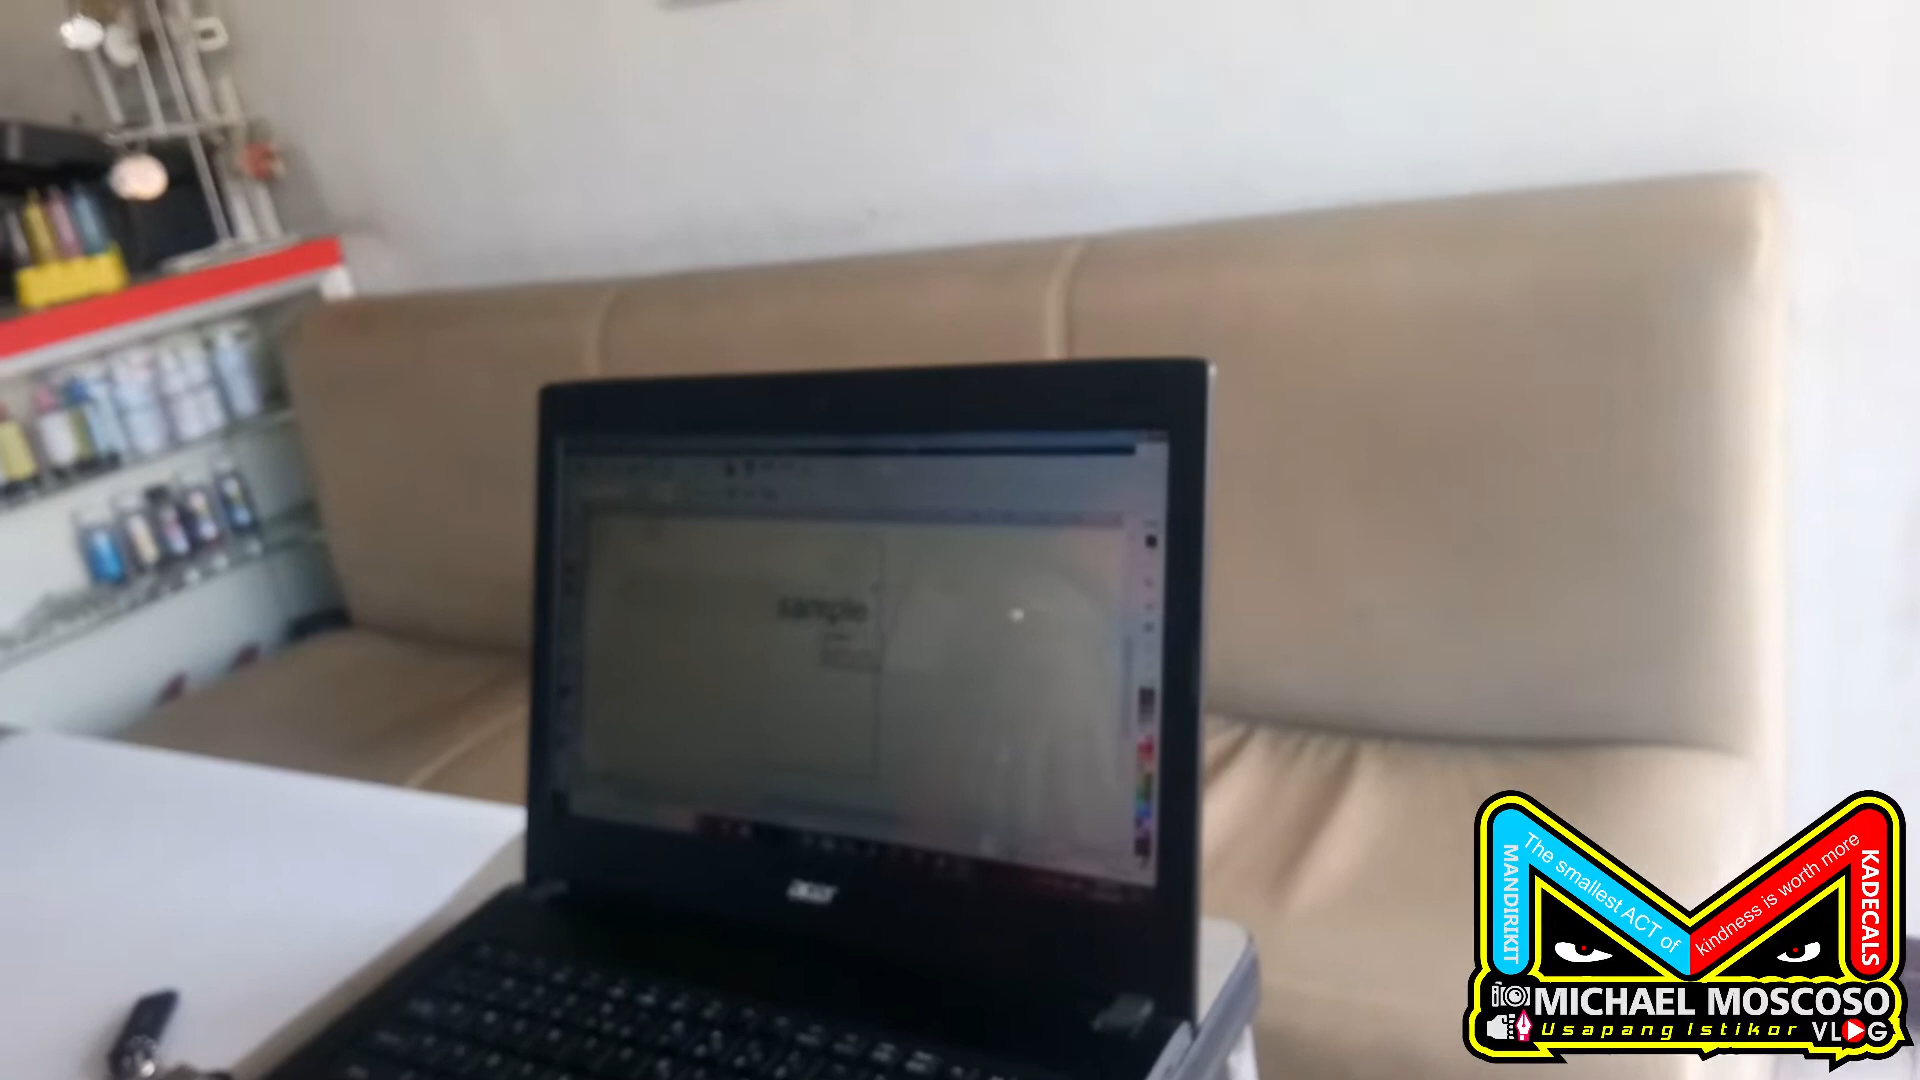 sample
acer
MANDIRIKIT
The smallest ACT of
kindness is worth more
KADECALS
MICHAEL MOSCOSO
Usapang Istikor VLOG